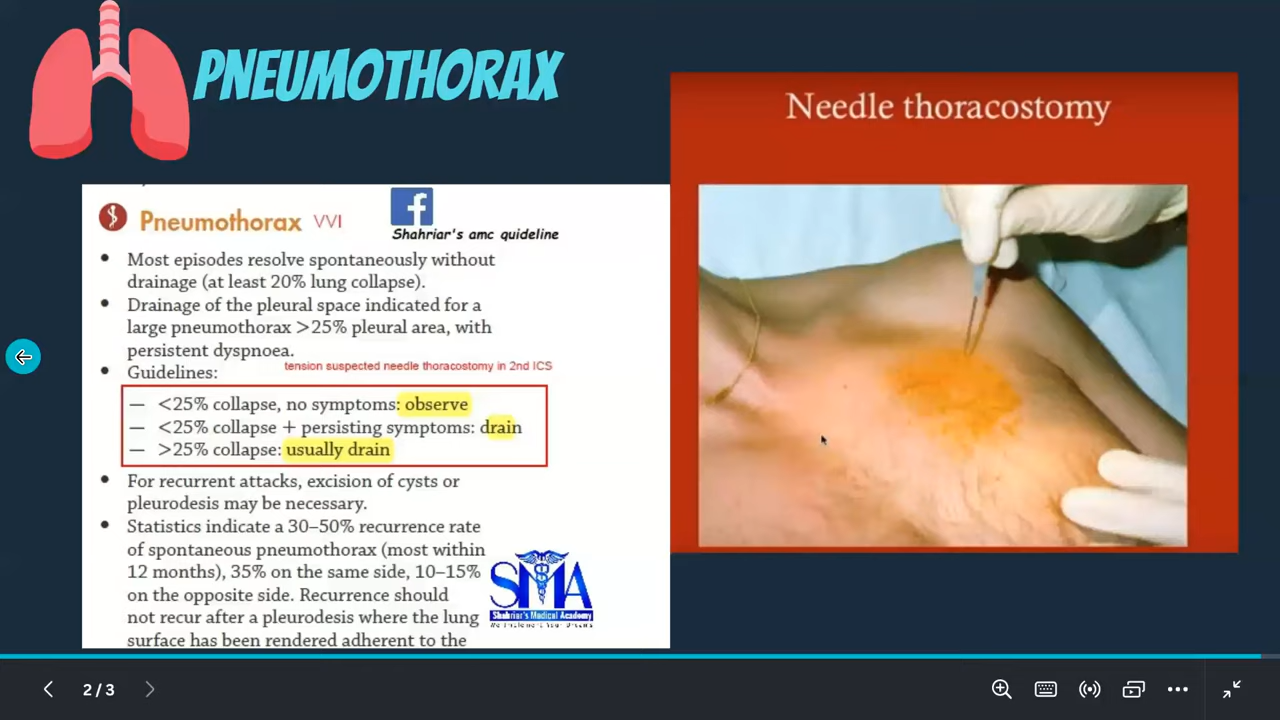 PNEUMOTHORAX
Needle thoracostomy
Pneumothorax VVI
Shahriar's amc quideline
• Most episodes resolve spontaneously without
drainage (at least 20% lung collapse).
• Drainage of the pleural space indicated for a
large pneumothorax >25% pleural area, with
persistent dyspnoea.
tension suspected needle thoracostomy in 2nd ICS
• Guidelines:
— <25% collapse, no symptoms: observe
— <25% collapse + persisting symptoms: drain
— >25% collapse: usually drain
• For recurrent attacks, excision of cysts or
pleurodesis may be necessary.
• Statistics indicate a 30–50% recurrence rate
of spontaneous pneumothorax (most within
12 months), 35% on the same side, 10–15%
on the opposite side. Recurrence should
not recur after a pleurodesis where the lung
surface has been rendered adherent to the
SMA
Shahriar's Medical Academy
We Implement Your Dreams
2 / 3